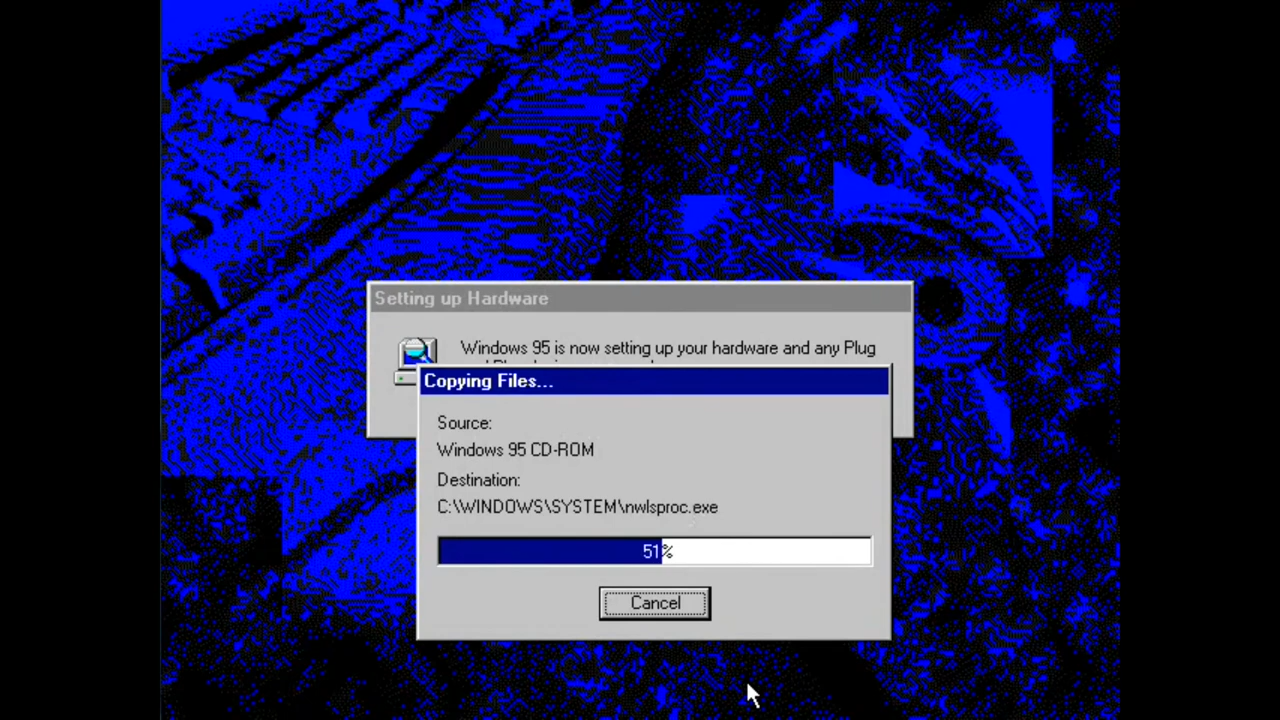 Setting up Hardware
Windows 95 is now setting up your hardware and any Plug
Copying Files...
Source:
Windows 95 CD-ROM
Destination:
C:\WINDOWS\SYSTEM\nwlsproc.exe
51%
Cancel